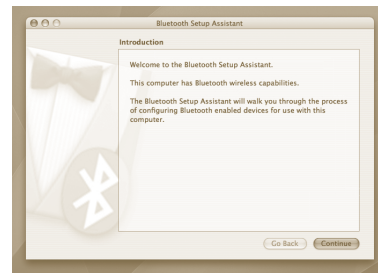 Bluetooth Setup Assistant
Introduction
Welcome to the Bluetooth Setup Assistant.
This computer has Bluetooth wireless capabilities.
The Bluetooth Setup Assistant will walk you through the process
of configuring Bluetooth enabled devices for use with this
computer.
Go Back
Continue